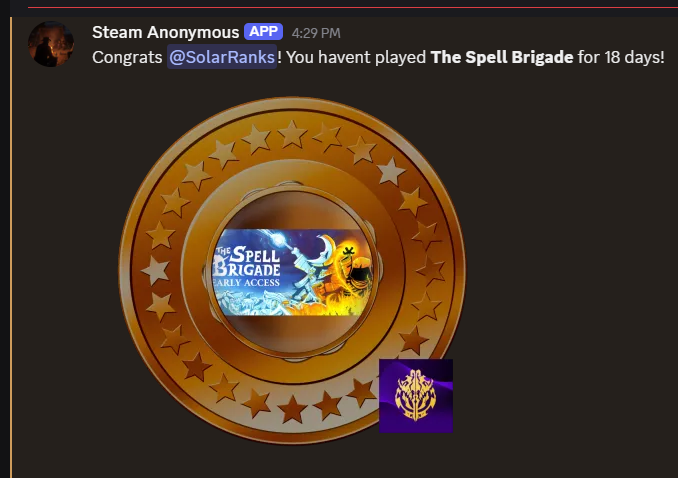 Steam Anonymous APP 4:29 PM
Congrats @SolarRanks! You havent played The Spell Brigade for 18 days!
THE SPELL
BRIGADE
EARLY ACCESS